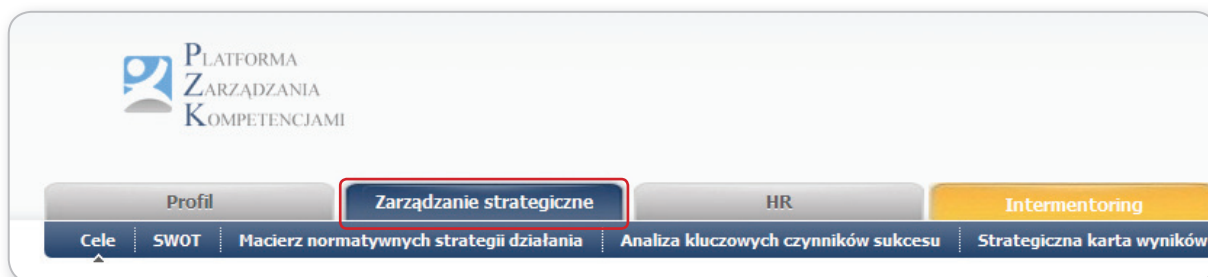 PLATFORMA
ZARZĄDZANIA
KOMPETENCJAMI
Profil Zarządzanie strategiczne HR Intermentoring
Cele SWOT Macierz normatywnych strategii działania Analiza kluczowych czynników sukcesu Strategiczna karta wyników